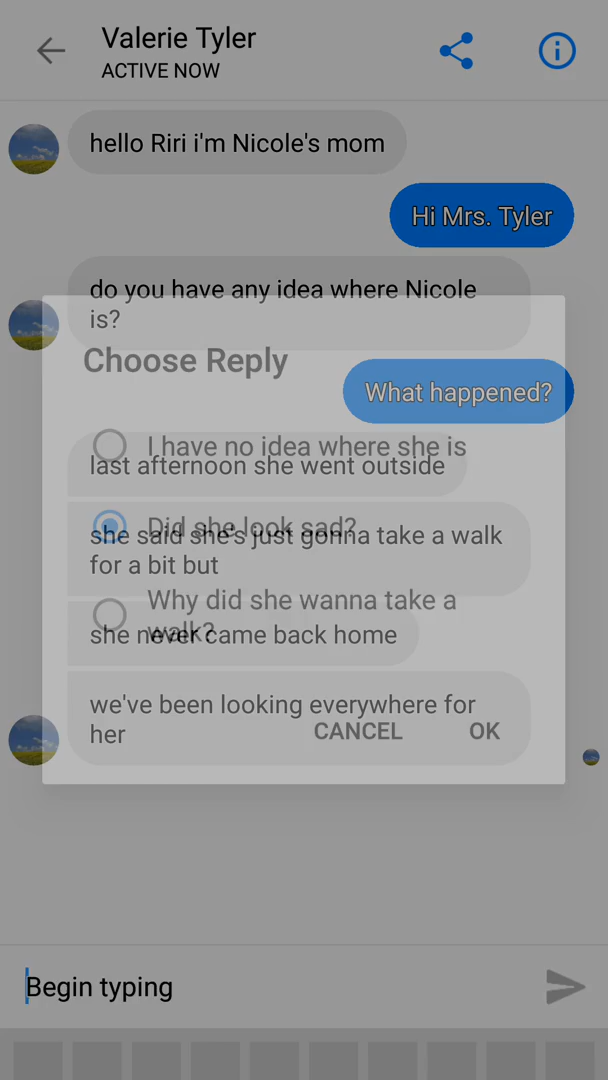 Valerie Tyler
ACTIVE NOW
hello Riri i'm Nicole's mom
Hi Mrs. Tyler
do you have any idea where Nicole
is?
Choose Reply
What happened?
I have no idea where she is
last afternoon she went outside
Did she look sad?
she said she's just gonna take a walk
for a bit but
Why did she wanna take a
walk?
she never came back home
we've been looking everywhere for
her
CANCEL OK
Begin typing